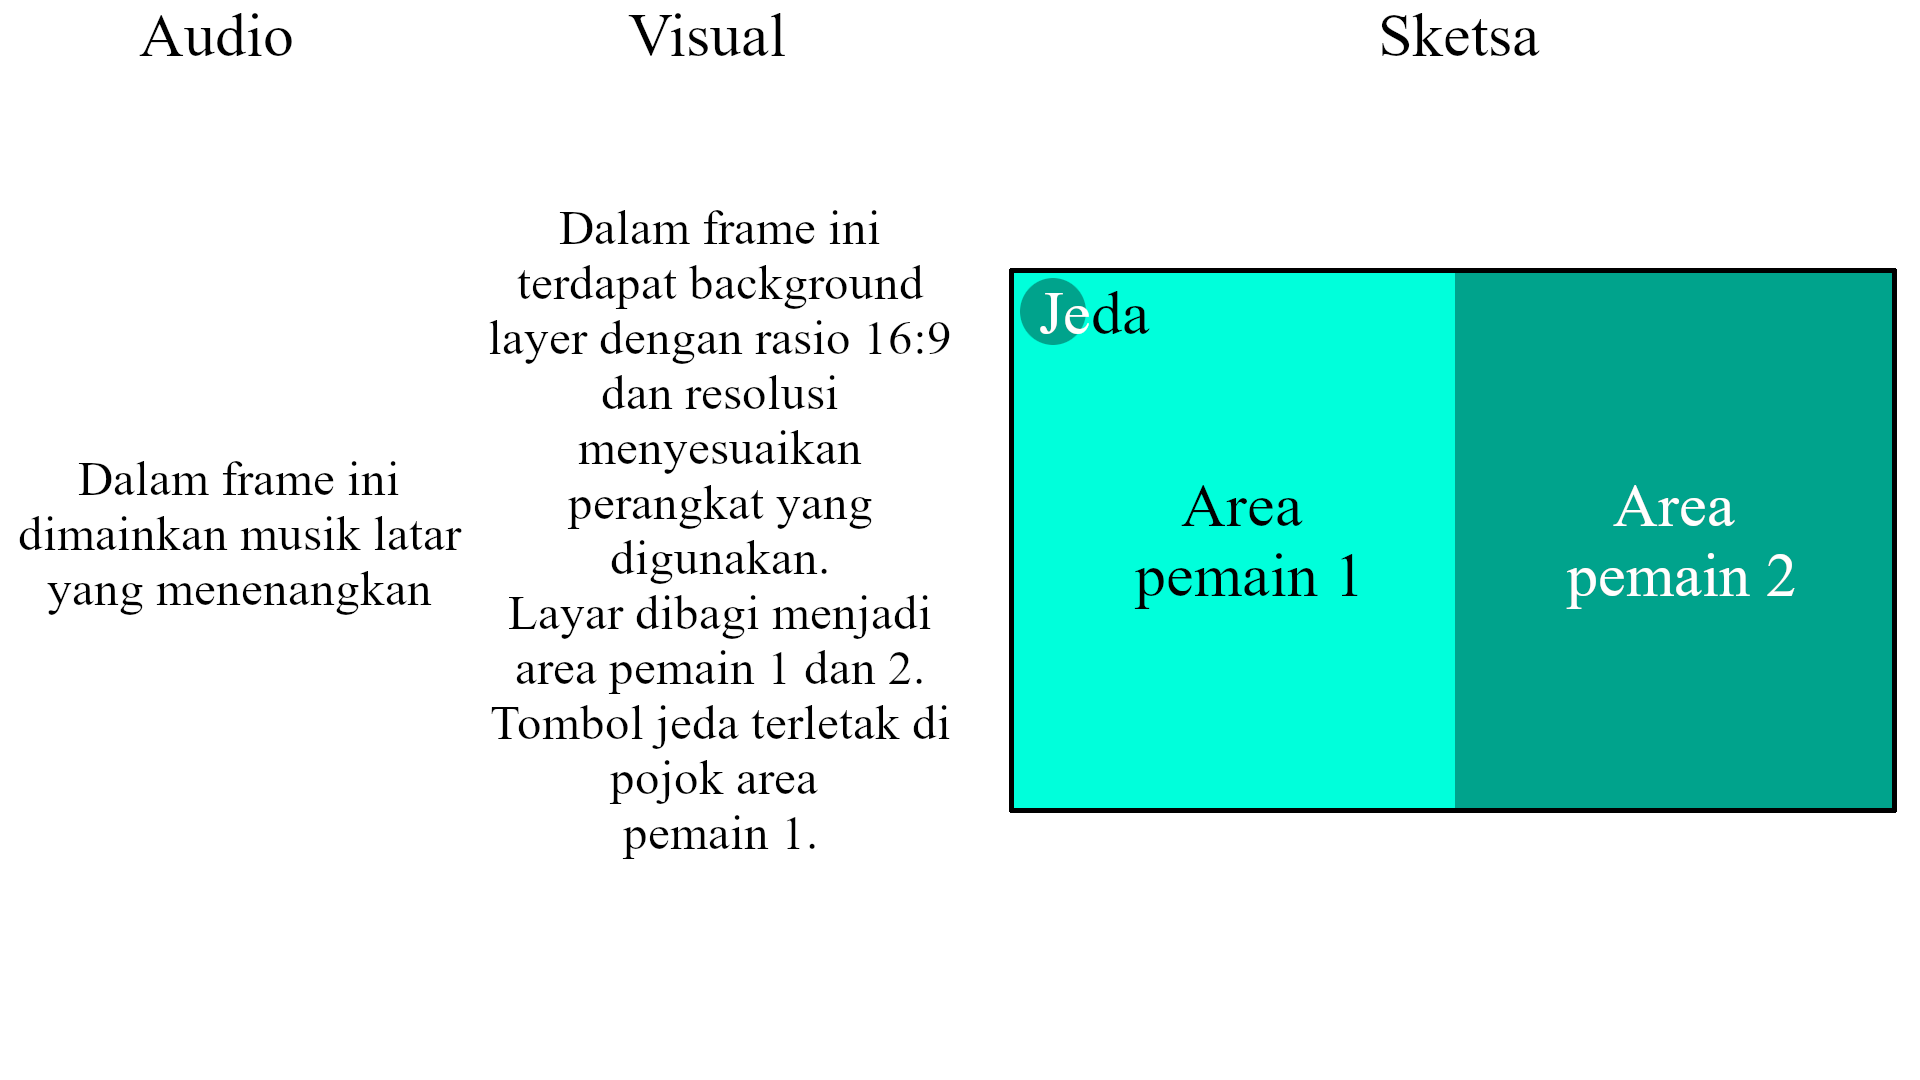 Audio
Visual
Sketsa
Dalam frame ini
dimainkan musik latar
yang menenangkan
Dalam frame ini
terdapat background
layer dengan rasio 16:9
dan resolusi
menyesuaikan
perangkat yang
digunakan.
Layar dibagi menjadi
area pemain 1 dan 2.
Tombol jeda terletak di
pojok area
pemain 1.
Jeda
Area
pemain 1
Area
pemain 2